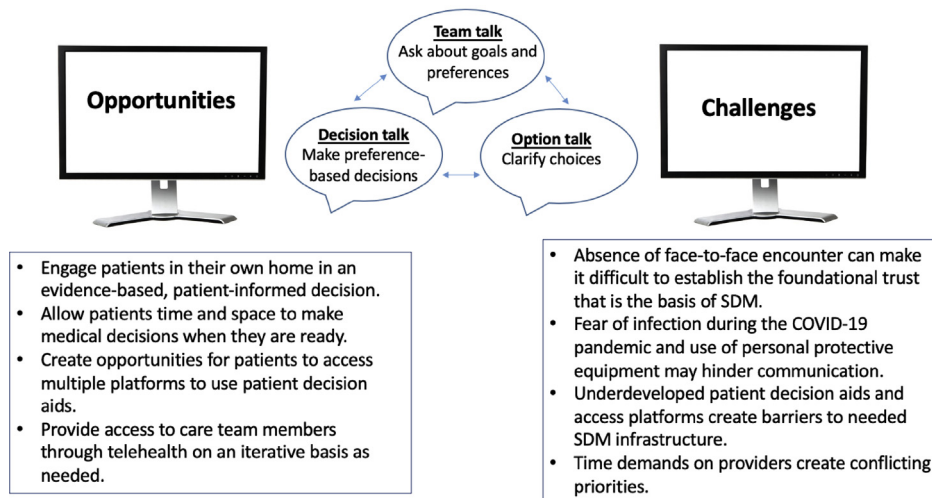 Opportunities
Team talk
Ask about goals and
preferences
Decision talk
Make preference-
based decisions
Option talk
Clarify choices
Challenges
• Engage patients in their own home in an
evidence-based, patient-informed decision.
• Allow patients time and space to make
medical decisions when they are ready.
• Create opportunities for patients to access
multiple platforms to use patient decision
aids.
• Provide access to care team members
through telehealth on an iterative basis as
needed.
• Absence of face-to-face encounter can make
it difficult to establish the foundational trust
that is the basis of SDM.
• Fear of infection during the COVID-19
pandemic and use of personal protective
equipment may hinder communication.
• Underdeveloped patient decision aids and
access platforms create barriers to needed
SDM infrastructure.
• Time demands on providers create conflicting
priorities.